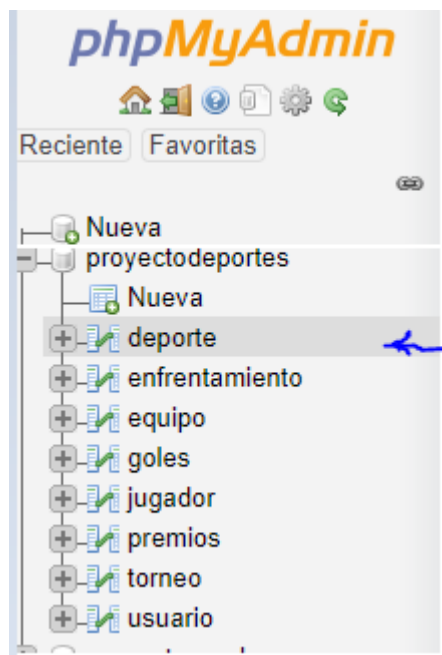 phpMyAdmin
Reciente Favoritas
Nueva
proyectodeportes
Nueva
deporte
enfrentamiento
equipo
goles
jugador
premios
torneo
usuario